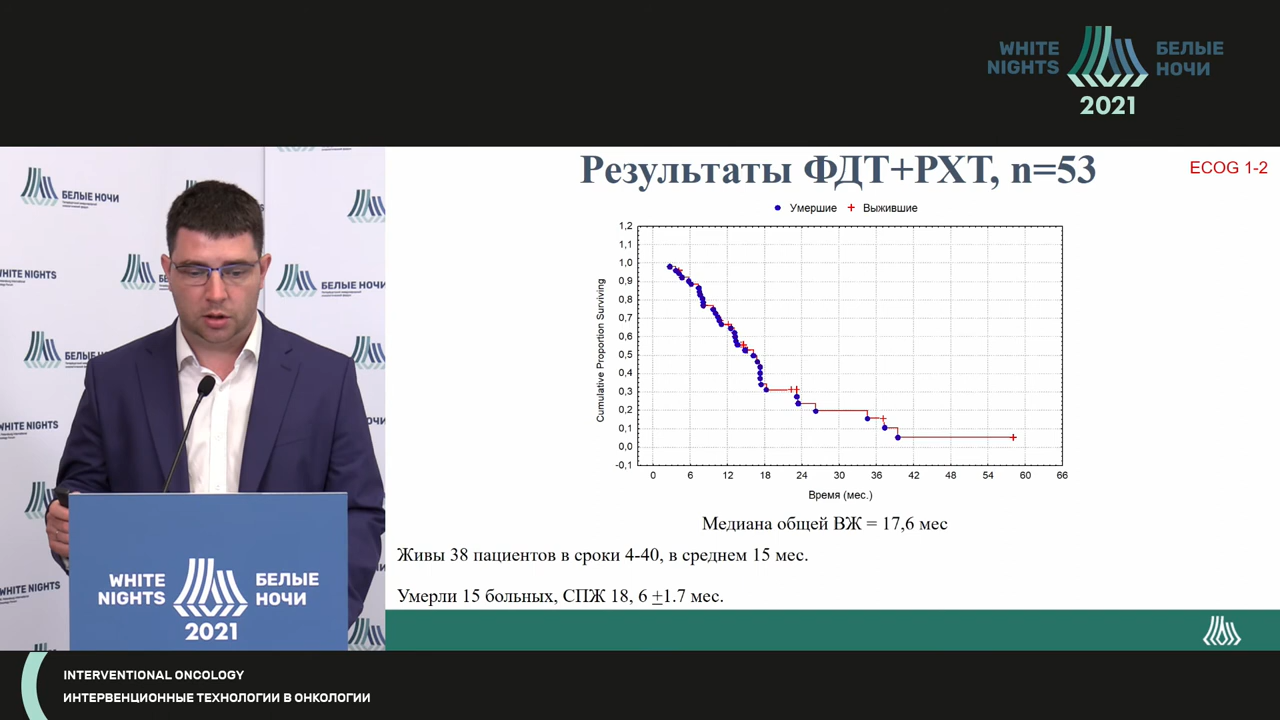 WHITE
NIGHTS
БЕЛЫЕ
НОЧИ
2021
Результаты ФДТ+РХТ, n=53
ECOG 1-2
Умершие
Выжившие
1,2
1,1
1,0
0,9
0,8
0,7
0,6
0,5
0,4
0,3
0,2
0,1
0,0
-0,1
Cumulative Proportion Surviving
0 6 12 18 24 30 36 42 48 54 60 66
Время (мес.)
Медиана общей ВЖ = 17,6 мес
Живы 38 пациентов в сроки 4-40, в среднем 15 мес.
Умерли 15 больных, СПЖ 18, 6 ±1.7 мес.
БЕЛЫЕ НОЧИ
WHITE NIGHTS
БЕЛЫЕ НОЧИ
WHITE NIGHTS
WHITE
NIGHTS
БЕЛЫЕ
НОЧИ
2021
INTERVENTIONAL ONCOLOGY
ИНТЕРВЕНЦИОННЫЕ ТЕХНОЛОГИИ В ОНКОЛОГИИ